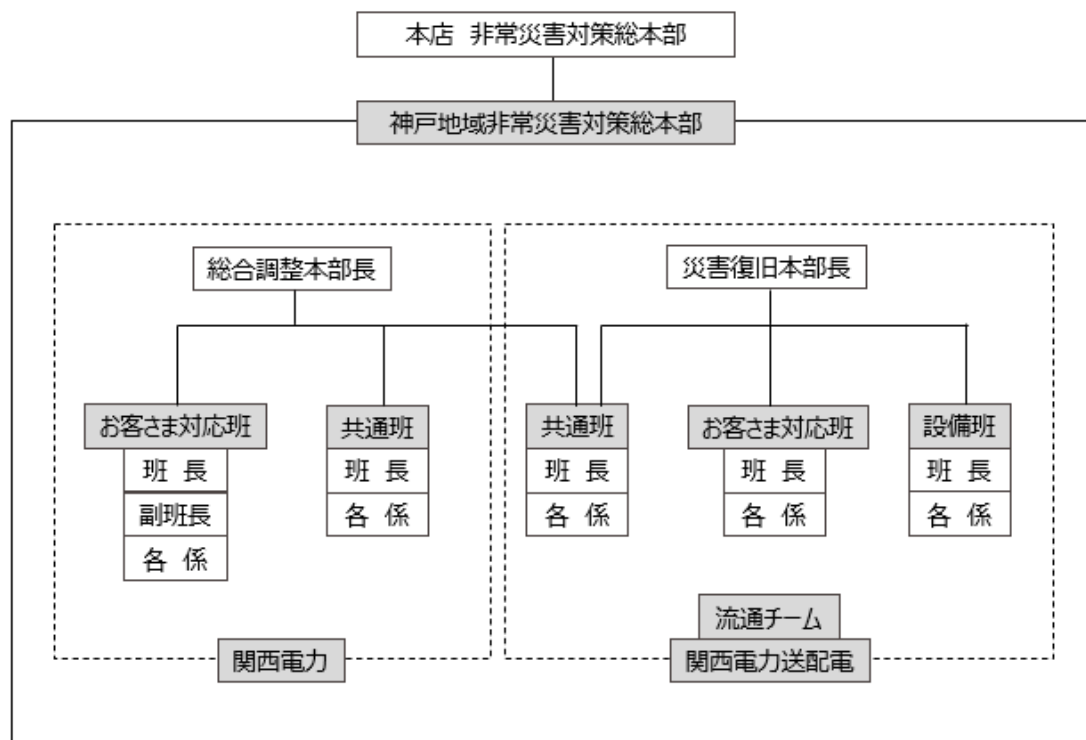 本店 非常災害対策総本部
神戸地域非常災害対策総本部
総合調整本部長
災害復旧本部長
お客さま対応班
班 長
副班長
各 係
共通班
班 長
各 係
共通班
班 長
各 係
お客さま対応班
班 長
各 係
設備班
班 長
各 係
関西電力
流通チーム
関西電力送配電